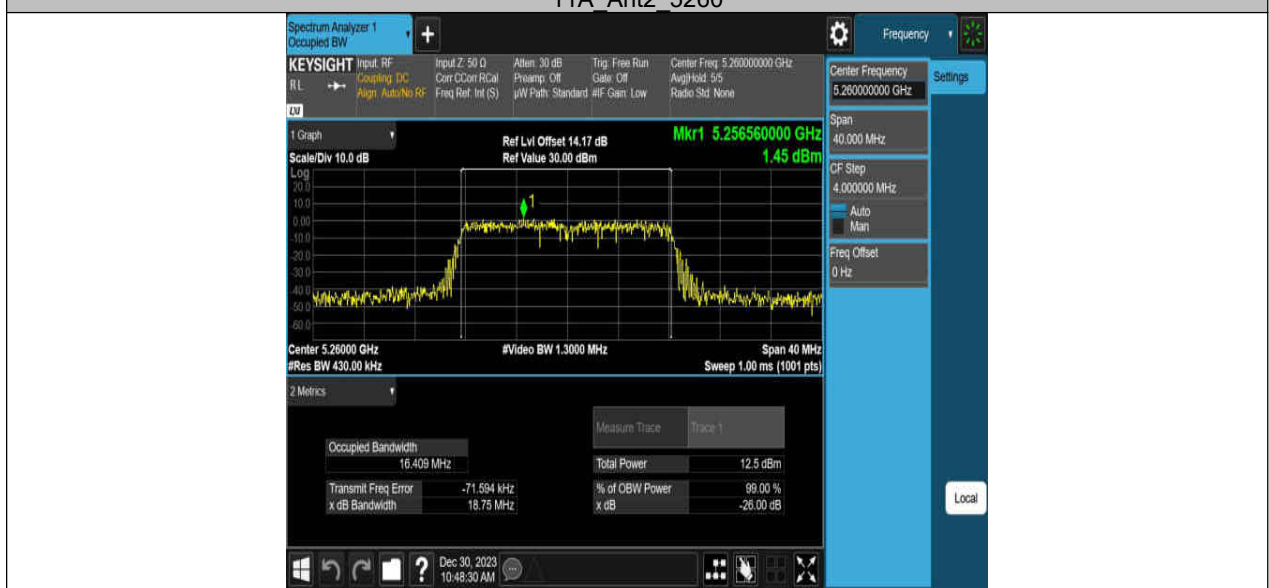 11A_Ant2_5260
Spectrum Analyzer 1
Occupied BW
+
Frequency
KEYSIGHT
RL
LXI
Input: RF
Coupling: DC
Align: Auto/No RF
Input Z: 50 Ω
Corr CCorr RCal
Freq Ref: Int (S)
Atten: 30 dB
Preamp: Off
µW Path: Standard
Trig: Free Run
Gate: Off
#IF Gain: Low
Center Freq: 5.260000000 GHz
Avg|Hold: 5/5
Radio Std: None
Center Frequency
5.260000000 GHz
Settings
Span
40.000 MHz
CF Step
4.000000 MHz
Auto
Man
Freq Offset
0 Hz
Local
1 Graph
Scale/Div 10.0 dB
Ref Lvl Offset 14.17 dB
Ref Value 30.00 dBm
Mkr1 5.256560000 GHz
1.45 dBm
Log
20.0
10.0
0.00
-10.0
-20.0
-30.0
-40.0
-50.0
-60.0
1
Center 5.26000 GHz
#Video BW 1.3000 MHz
Span 40 MHz
#Res BW 430.00 kHz
Sweep 1.00 ms (1001 pts)
2 Metrics
Measure Trace
Trace 1
Occupied Bandwidth
16.409 MHz
Total Power
12.5 dBm
Transmit Freq Error
-71.594 kHz
% of OBW Power
99.00 %
x dB Bandwidth
18.75 MHz
x dB
-26.00 dB
?
Dec 30, 2023
10:48:30 AM